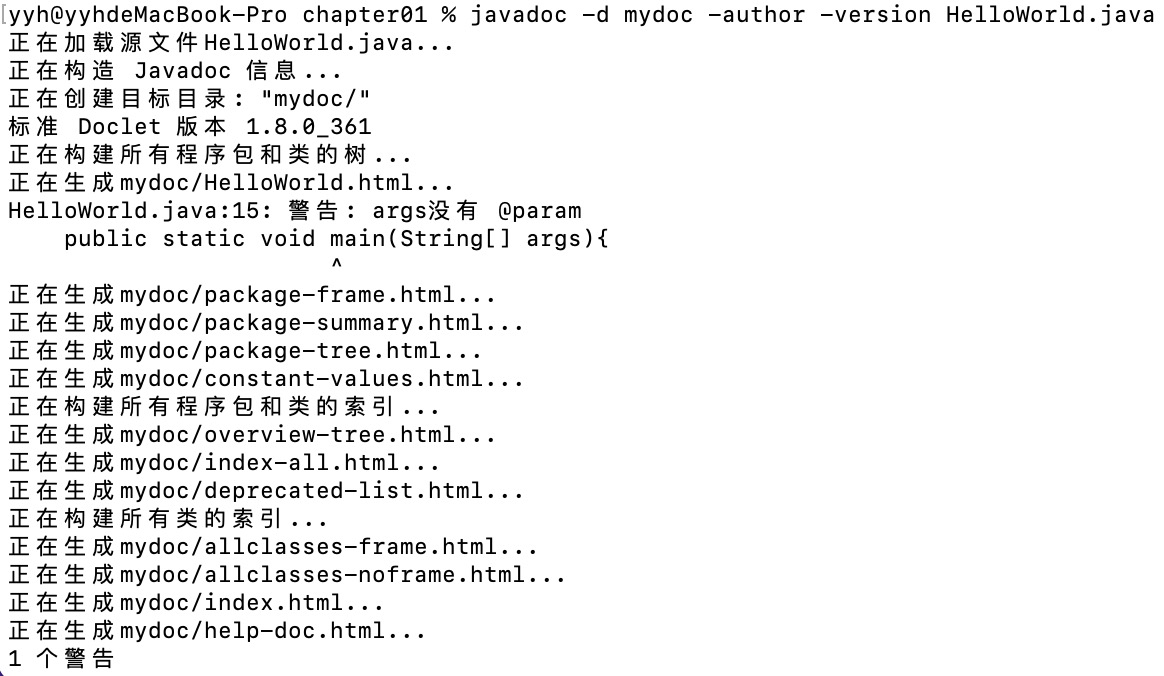 [yyh@yyhdeMacBook-Pro chapter01 % javadoc -d mydoc -author -version HelloWorld.java
正在加载源文件HelloWorld.java...
正在构造 Javadoc 信息...
正在创建目标目录: "mydoc/"
标准 Doclet 版本 1.8.0_361
正在构建所有程序包和类的树...
正在生成mydoc/HelloWorld.html...
HelloWorld.java:15: 警告: args没有 @param
    public static void main(String[] args){
                       ^
正在生成mydoc/package-frame.html...
正在生成mydoc/package-summary.html...
正在生成mydoc/package-tree.html...
正在生成mydoc/constant-values.html...
正在构建所有程序包和类的索引...
正在生成mydoc/overview-tree.html...
正在生成mydoc/index-all.html...
正在生成mydoc/deprecated-list.html...
正在构建所有类的索引...
正在生成mydoc/allclasses-frame.html...
正在生成mydoc/allclasses-noframe.html...
正在生成mydoc/index.html...
正在生成mydoc/help-doc.html...
1 个警告